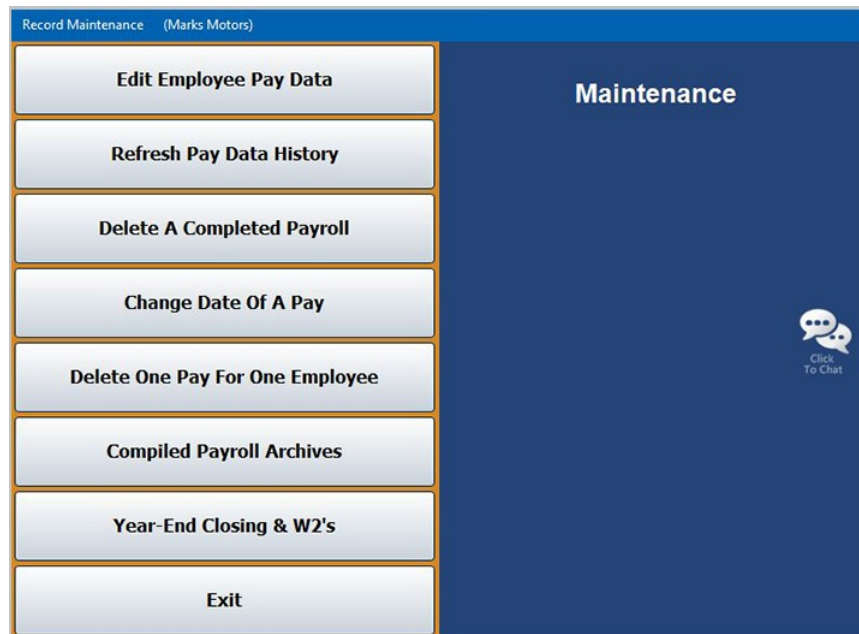 Record Maintenance (Marks Motors)
Edit Employee Pay Data
Refresh Pay Data History
Delete A Completed Payroll
Change Date Of A Pay
Delete One Pay For One Employee
Compiled Payroll Archives
Year-End Closing & W2's
Exit
Maintenance
Click
To Chat